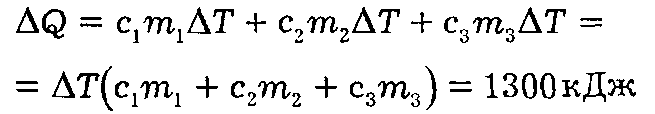 ΔQ = c₁m₁ΔT + c₂m₂ΔT + c₃m₃ΔT =
= ΔT(c₁m₁ + c₂m₂ + c₃m₃) = 1300 кДж